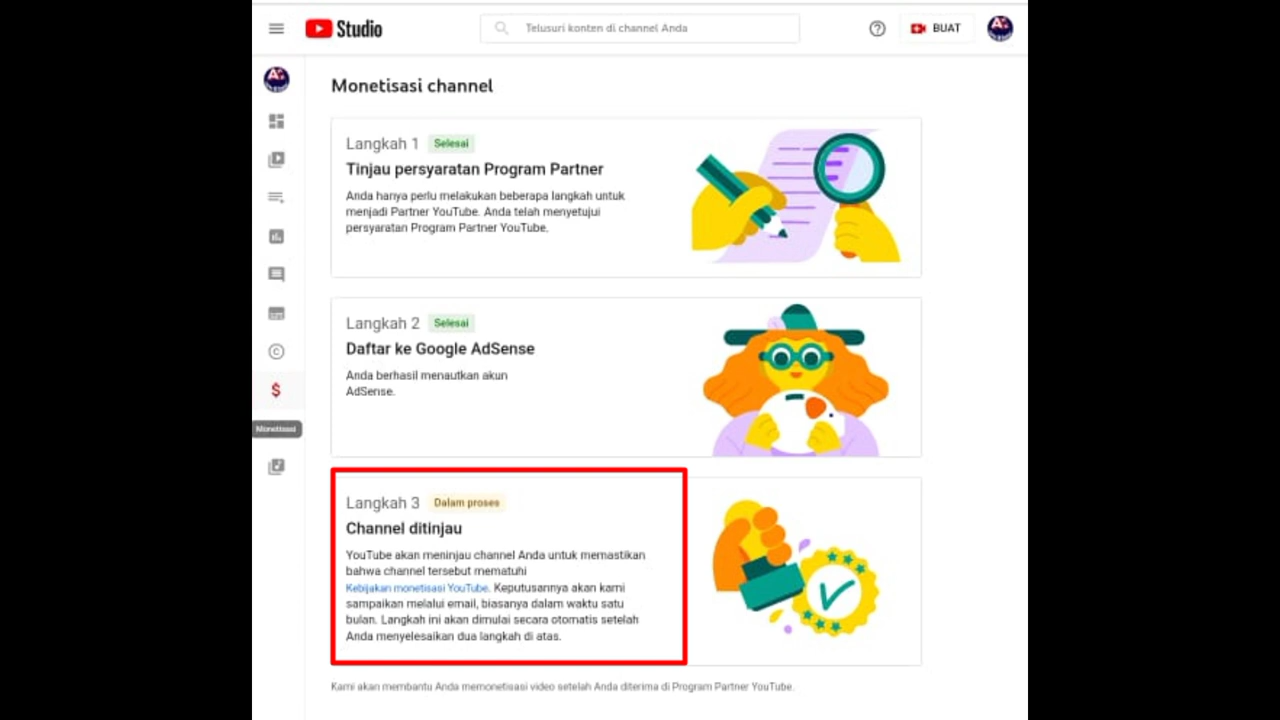 Studio
Telusuri konten di channel Anda
BUAT
Monetisasi channel
Langkah 1 Selesai
Tinjau persyaratan Program Partner
Anda hanya perlu melakukan beberapa langkah untuk
menjadi Partner YouTube. Anda telah menyetujui
persyaratan Program Partner YouTube.
Langkah 2 Selesai
Daftar ke Google AdSense
Anda berhasil menautkan akun
AdSense.
Monetisasi
Langkah 3 Dalam proses
Channel ditinjau
YouTube akan meninjau channel Anda untuk memastikan
bahwa channel tersebut mematuhi
Kebijakan monetisasi YouTube. Keputusannya akan kami
sampaikan melalui email, biasanya dalam waktu satu
bulan. Langkah ini akan dimulai secara otomatis setelah
Anda menyelesaikan dua langkah di atas.
Kami akan membantu Anda memonetisasi video setelah Anda diterima di Program Partner YouTube.